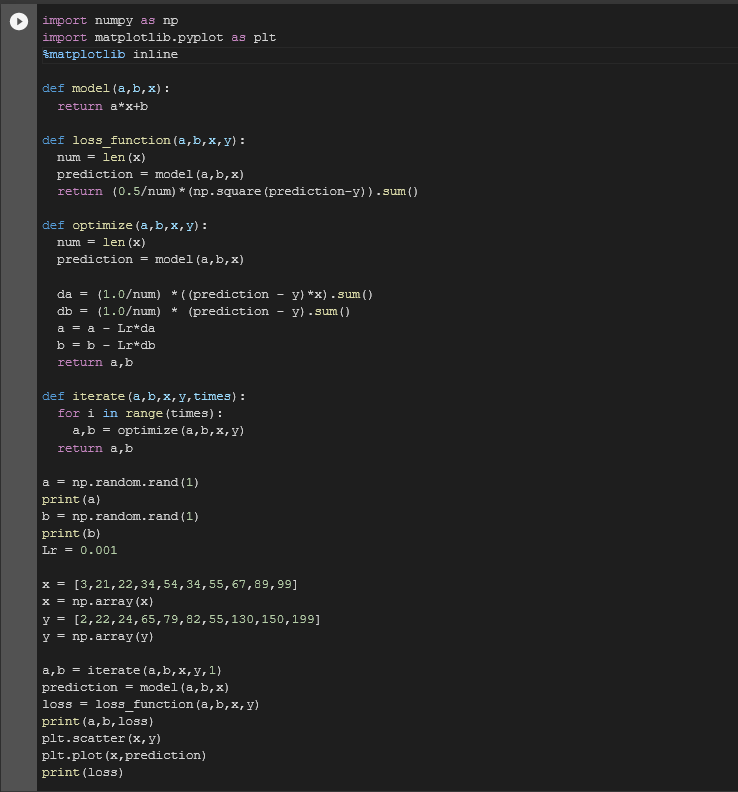 import numpy as np
import matplotlib.pyplot as plt
%matplotlib inline
def model(a,b,x):
  return a*x+b
def loss_function(a,b,x,y):
  num = len(x)
  prediction = model(a,b,x)
  return (0.5/num)*(np.square(prediction-y)).sum()
def optimize(a,b,x,y):
  num = len(x)
  prediction = model(a,b,x)
  da = (1.0/num) *((prediction - y)*x).sum()
  db = (1.0/num) * (prediction - y).sum()
  a = a - Lr*da
  b = b - Lr*db
  return a,b
def iterate(a,b,x,y,times):
  for i in range(times):
    a,b = optimize(a,b,x,y)
  return a,b
a = np.random.rand(1)
print(a)
b = np.random.rand(1)
print(b)
Lr = 0.001
x = [3,21,22,34,54,34,55,67,89,99]
x = np.array(x)
y = [2,22,24,65,79,82,55,130,150,199]
y = np.array(y)
a,b = iterate(a,b,x,y,1)
prediction = model(a,b,x)
loss = loss_function(a,b,x,y)
print(a,b,loss)
plt.scatter(x,y)
plt.plot(x,prediction)
print(loss)